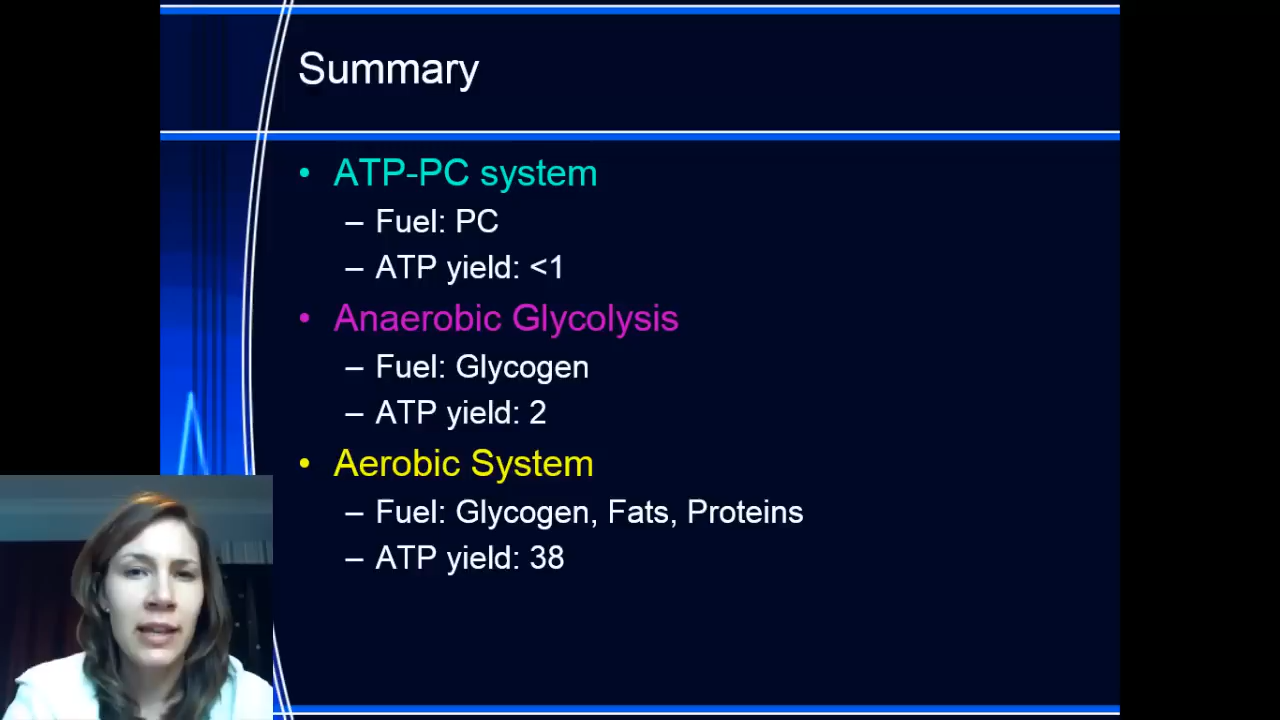 Summary
• ATP-PC system
– Fuel: PC
– ATP yield: <1
• Anaerobic Glycolysis
– Fuel: Glycogen
– ATP yield: 2
• Aerobic System
– Fuel: Glycogen, Fats, Proteins
– ATP yield: 38